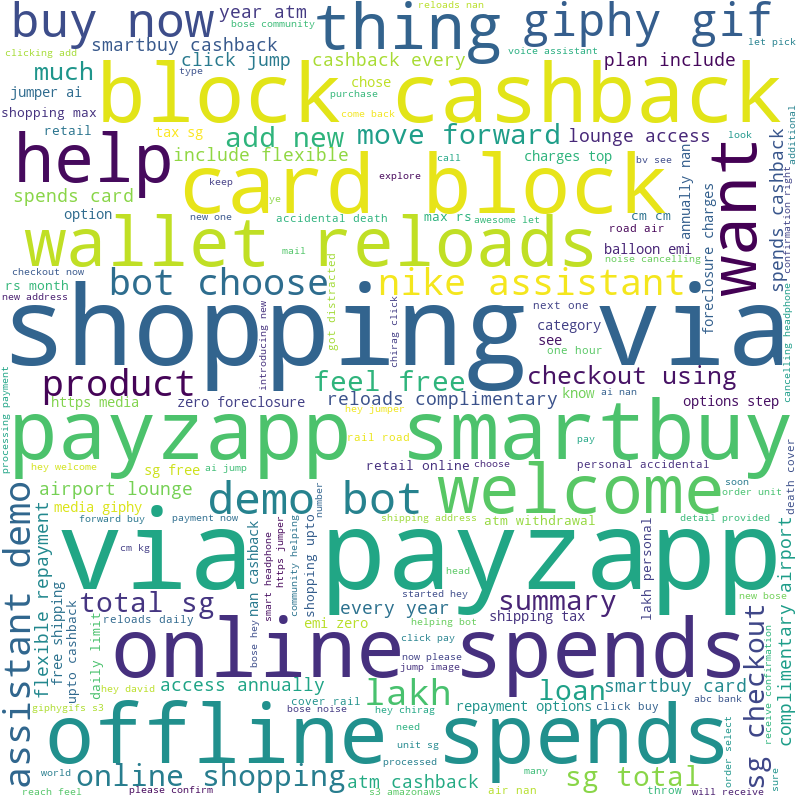 buy now
year atm
bose community
reloads nan
thing
giphy gif
voice assistant
let pick
clicking add
smartbuy cashback
click jump
cashback every
plan include
much
type
chose
purchase
jumper ai
block cashback
shopping max
come back
retail
tax sg
add new
move forward
lounge access
look
additional
help
include flexible
call
charges top
bv see
want
spends cashback
confirmation right
keep
card block
explore
annually nan
spends card
ye
option
new one
accidental death
max rs
awesome let
cm cm
road air
foreclosure charges
wallet reloads
mail
balloon emi
noise cancelling
checkout now
bot choose
nike assistant
rs month
new address
got distracted
next one
cancelling headphone
shopping via
introducing new
chirag click
category
see
one hour
product
feel free
checkout using
https media
zero foreclosure
reloads complimentary
know
ai nan
options step
processing payment
hey jumper
payzapp smartbuy
rail road
pay
hey welcome
sg free
ai jump
retail online
choose
personal accidental
airport lounge
demo bot
welcome
soon
order unit
death cover
assistant demo
media giphy
number
forward buy
payment now
shipping address
atm withdrawal
detail provided
flexible repayment
cm kg
via payzapp
nan cashback
smart headphone
https jumper
community helping
shopping upto
head
lakh personal
complimentary airport
free shipping
upto cashback
total sg
started hey
every year
summary
new bose
reloads daily
emi zero
helping bot
shipping tax
daily limit
bose hey
online spends
click pay
now please
jump image
sg checkout
receive confirmation
hey david
access annually
lakh
loan
smartbuy card
giphygifs s3
cover rail
bose noise
hey chirag
repayment options
click buy
abc bank
offline spends
need
unit sg
processed
order select
world
online shopping
atm cashback
many
sg total
throw
sure
reach feel
please confirm
s3 amazonaws
air nan
will receive